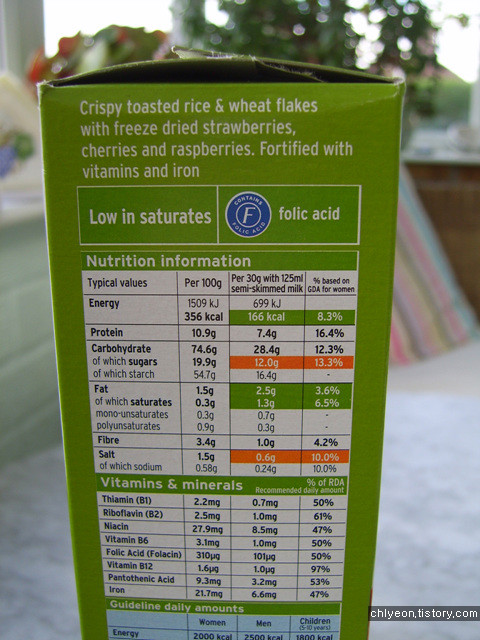 Crispy toasted rice & wheat flakes
with freeze dried strawberries,
cherries and raspberries. Fortified with
vitamins and iron
Low in saturates
CONTAINS
F
FOLIC ACID
folic acid
Nutrition information
Typical values Per 100g Per 30g with 125ml semi-skimmed milk % based on GDA for women
Energy 1509 kJ 699 kJ
356 kcal 166 kcal 8.3%
Protein 10.9g 7.4g 16.4%
Carbohydrate 74.6g 28.4g 12.3%
of which sugars 19.9g 12.0g 13.3%
of which starch 54.7g 16.4g -
Fat 1.5g 2.5g 3.6%
of which saturates 0.3g 1.3g 6.5%
mono-unsaturates 0.3g 0.7g -
polyunsaturates 0.9g 0.3g -
Fibre 3.4g 1.0g 4.2%
Salt 1.5g 0.6g 10.0%
of which sodium 0.58g 0.24g 10.0%
Vitamins & minerals % of RDA
Recommended daily amount
Thiamin (B1) 2.2mg 0.7mg 50%
Riboflavin (B2) 2.5mg 1.0mg 61%
Niacin 27.9mg 8.5mg 47%
Vitamin B6 3.1mg 1.0mg 50%
Folic Acid (Folacin) 310µg 101µg 50%
Vitamin B12 1.6µg 1.0µg 97%
Pantothenic Acid 9.3mg 3.2mg 53%
Iron 21.7mg 6.6mg 47%
Guideline daily amounts
Women Men Children
(5-10 years)
Energy 2000 kcal 2500 kcal 1800 kcal
chlyeon.tistory.com